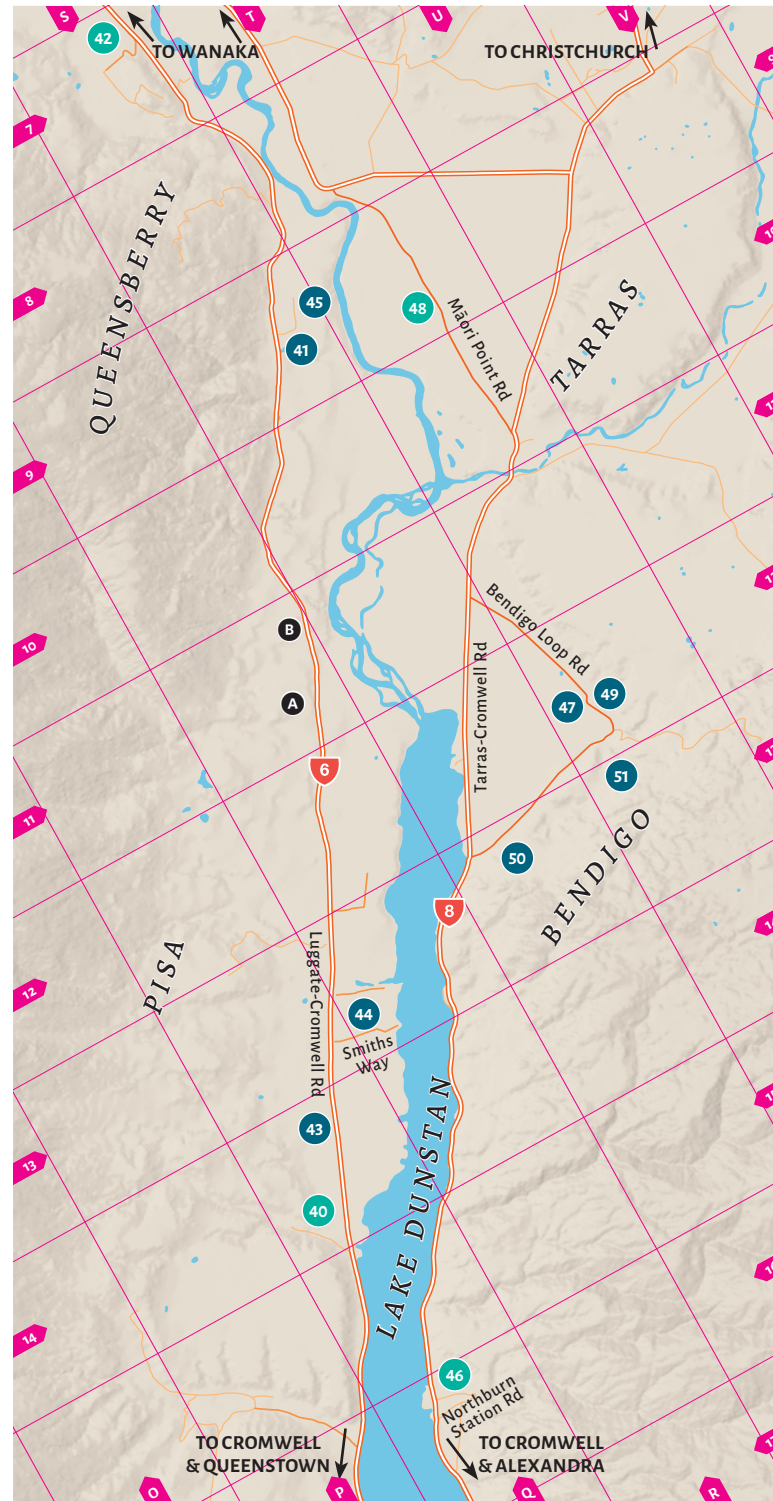 S
T
U
V
42
TO WANAKA
TO CHRISTCHURCH
9
7
QUEENSBERRY
10
8
45
48
41
Māori Point Rd
TARRAS
9
B
Bendigo Loop Rd
10
A
Tarras-Cromwell Rd
49
47
6
51
11
BENDIGO
50
8
PISA
Luggate-Cromwell Rd
12
44
Smiths
Way
43
LAKE DUNSTAN
13
40
14
46
Northburn
Station Rd
TO CROMWELL
& QUEENSTOWN
TO CROMWELL
& ALEXANDRA
O
P
Q
R